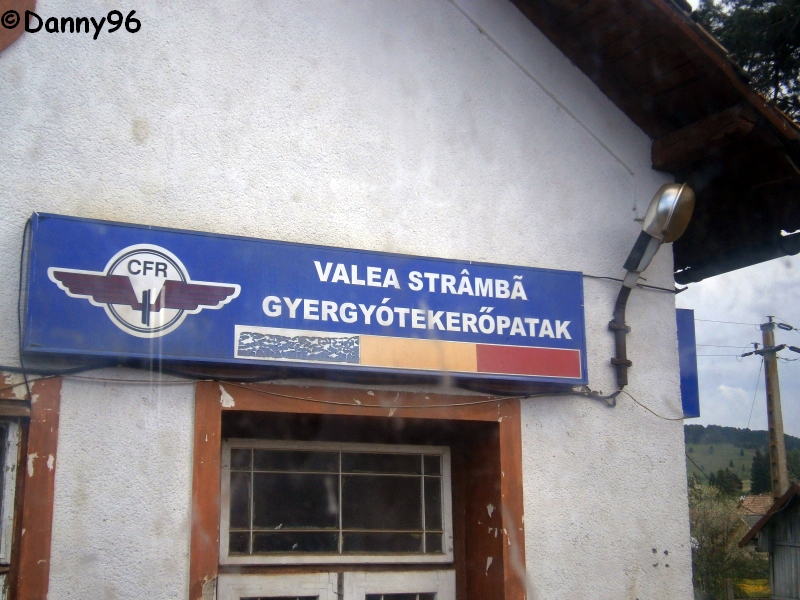 ©Danny96
CFR
VALEA STRÂMBÃ
GYERGYÓTEKERŐPATAK